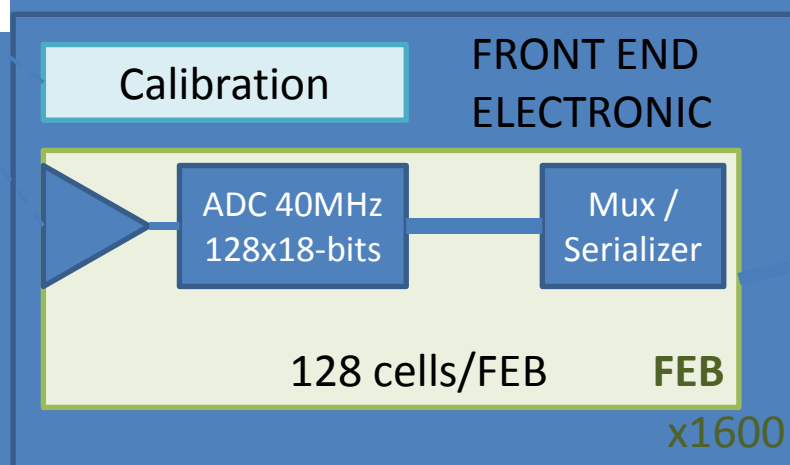 Calibration
FRONT END
ELECTRONIC
ADC 40MHz
128x18-bits
Mux /
Serializer
128 cells/FEB
FEB
x1600